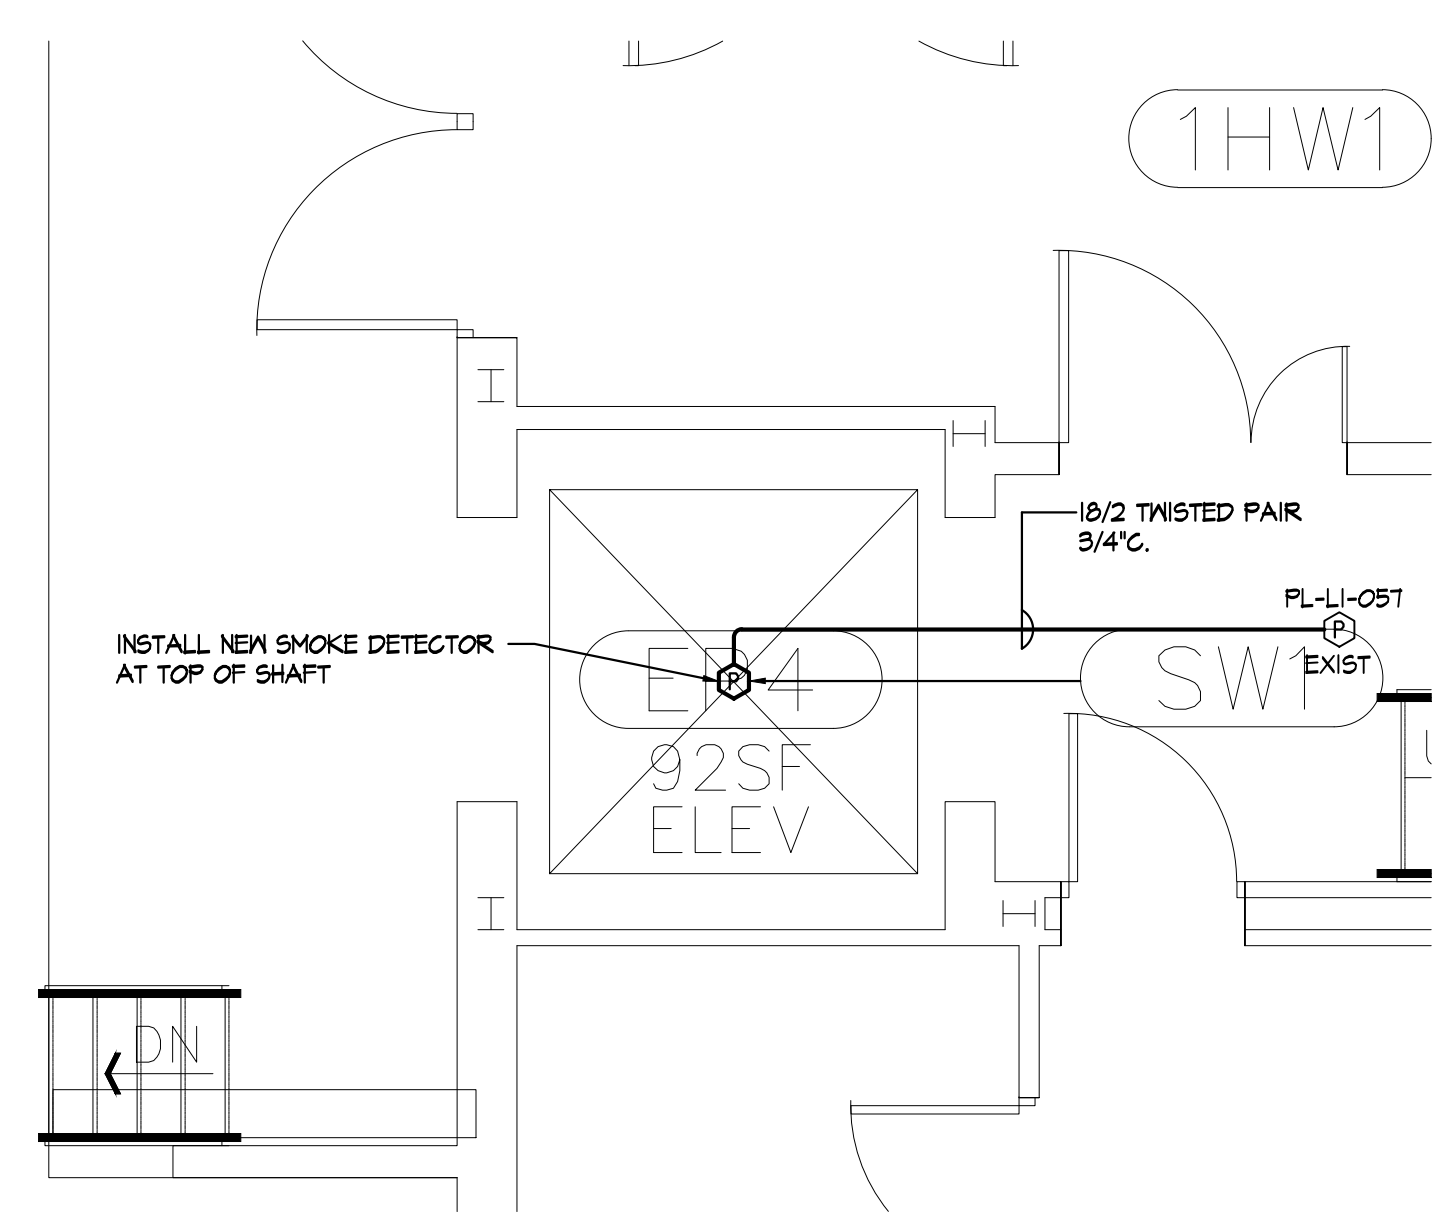 1HW1
18/2 TWISTED PAIR
3/4"C.
PL-L1-057
P
EXIST
INSTALL NEW SMOKE DETECTOR
AT TOP OF SHAFT
P
SW1
92SF
ELEV
DN